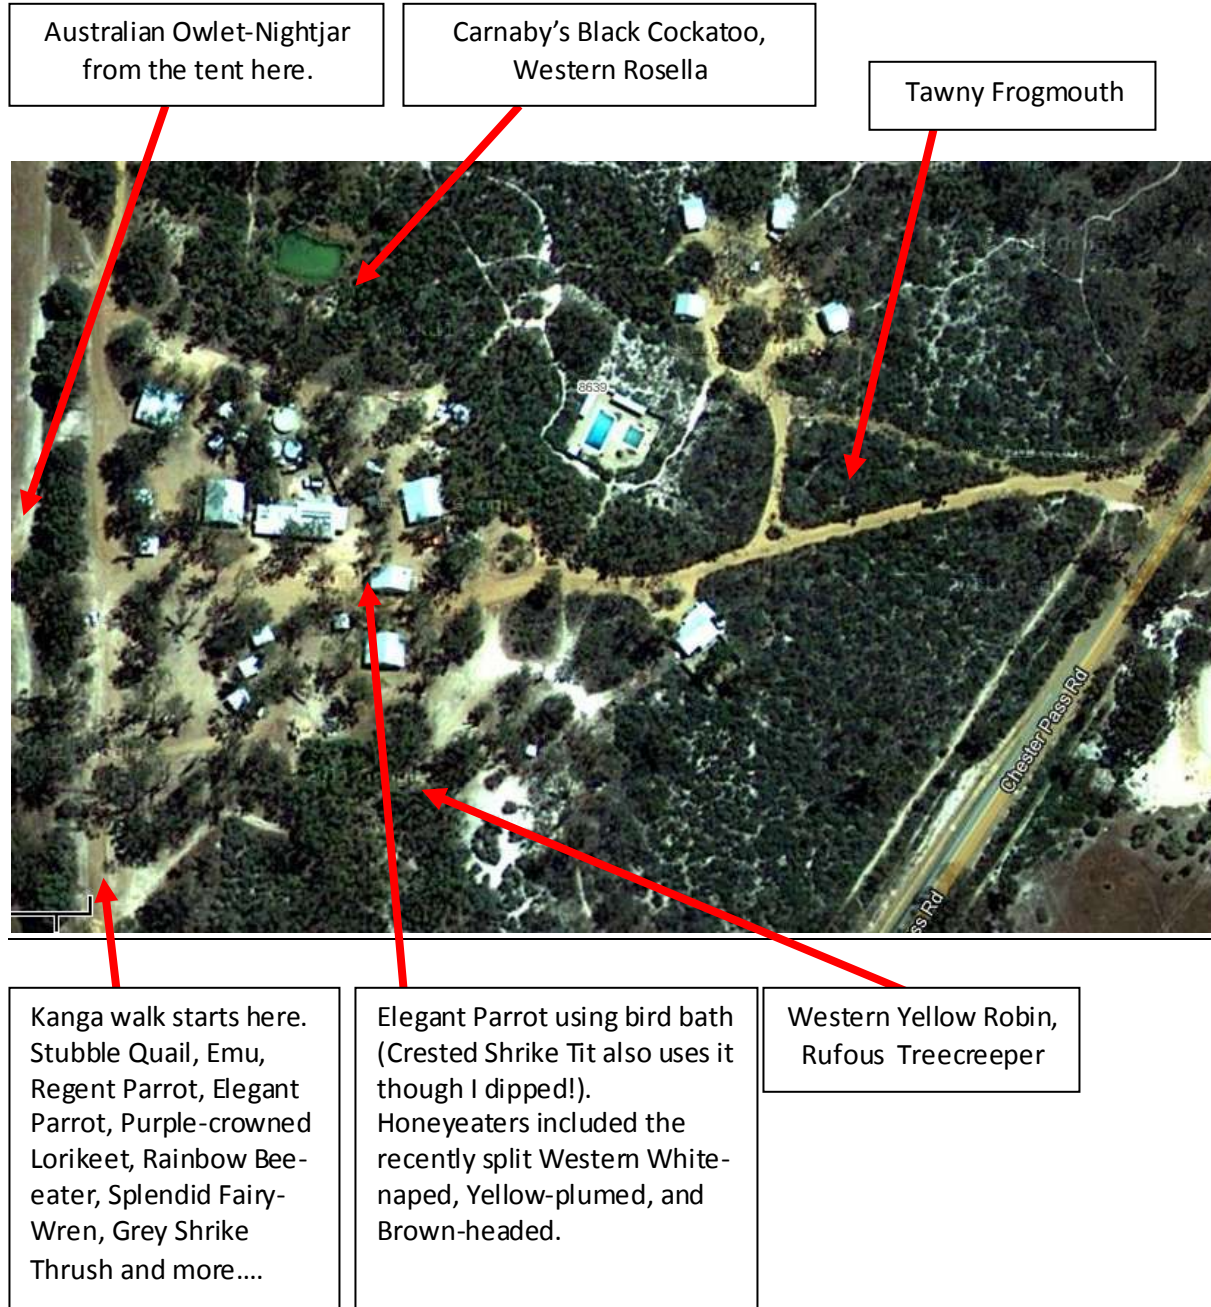 Australian Owlet-Nightjar
from the tent here.
Carnaby’s Black Cockatoo,
Western Rosella
Tawny Frogmouth
8639
Chester Pass Rd
ss Rd
Kanga walk starts here.
Stubble Quail, Emu,
Regent Parrot, Elegant
Parrot, Purple-crowned
Lorikeet, Rainbow Bee-
eater, Splendid Fairy-
Wren, Grey Shrike
Thrush and more....
Elegant Parrot using bird bath
(Crested Shrike Tit also uses it
though I dipped!).
Honeyeaters included the
recently split Western White-
naped, Yellow-plumed, and
Brown-headed.
Western Yellow Robin,
Rufous Treecreeper